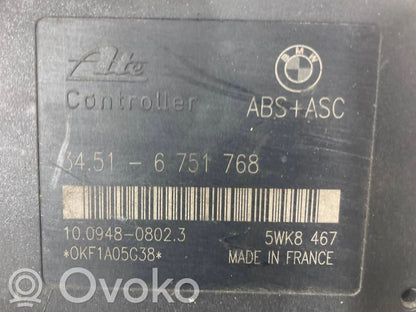 Ate
BMW
Controller ABS+ASC
34.51 - 6 751 768
10.0948-0802.3 5WK8 467
*0KF1A05G38* MADE IN FRANCE
OVOKO